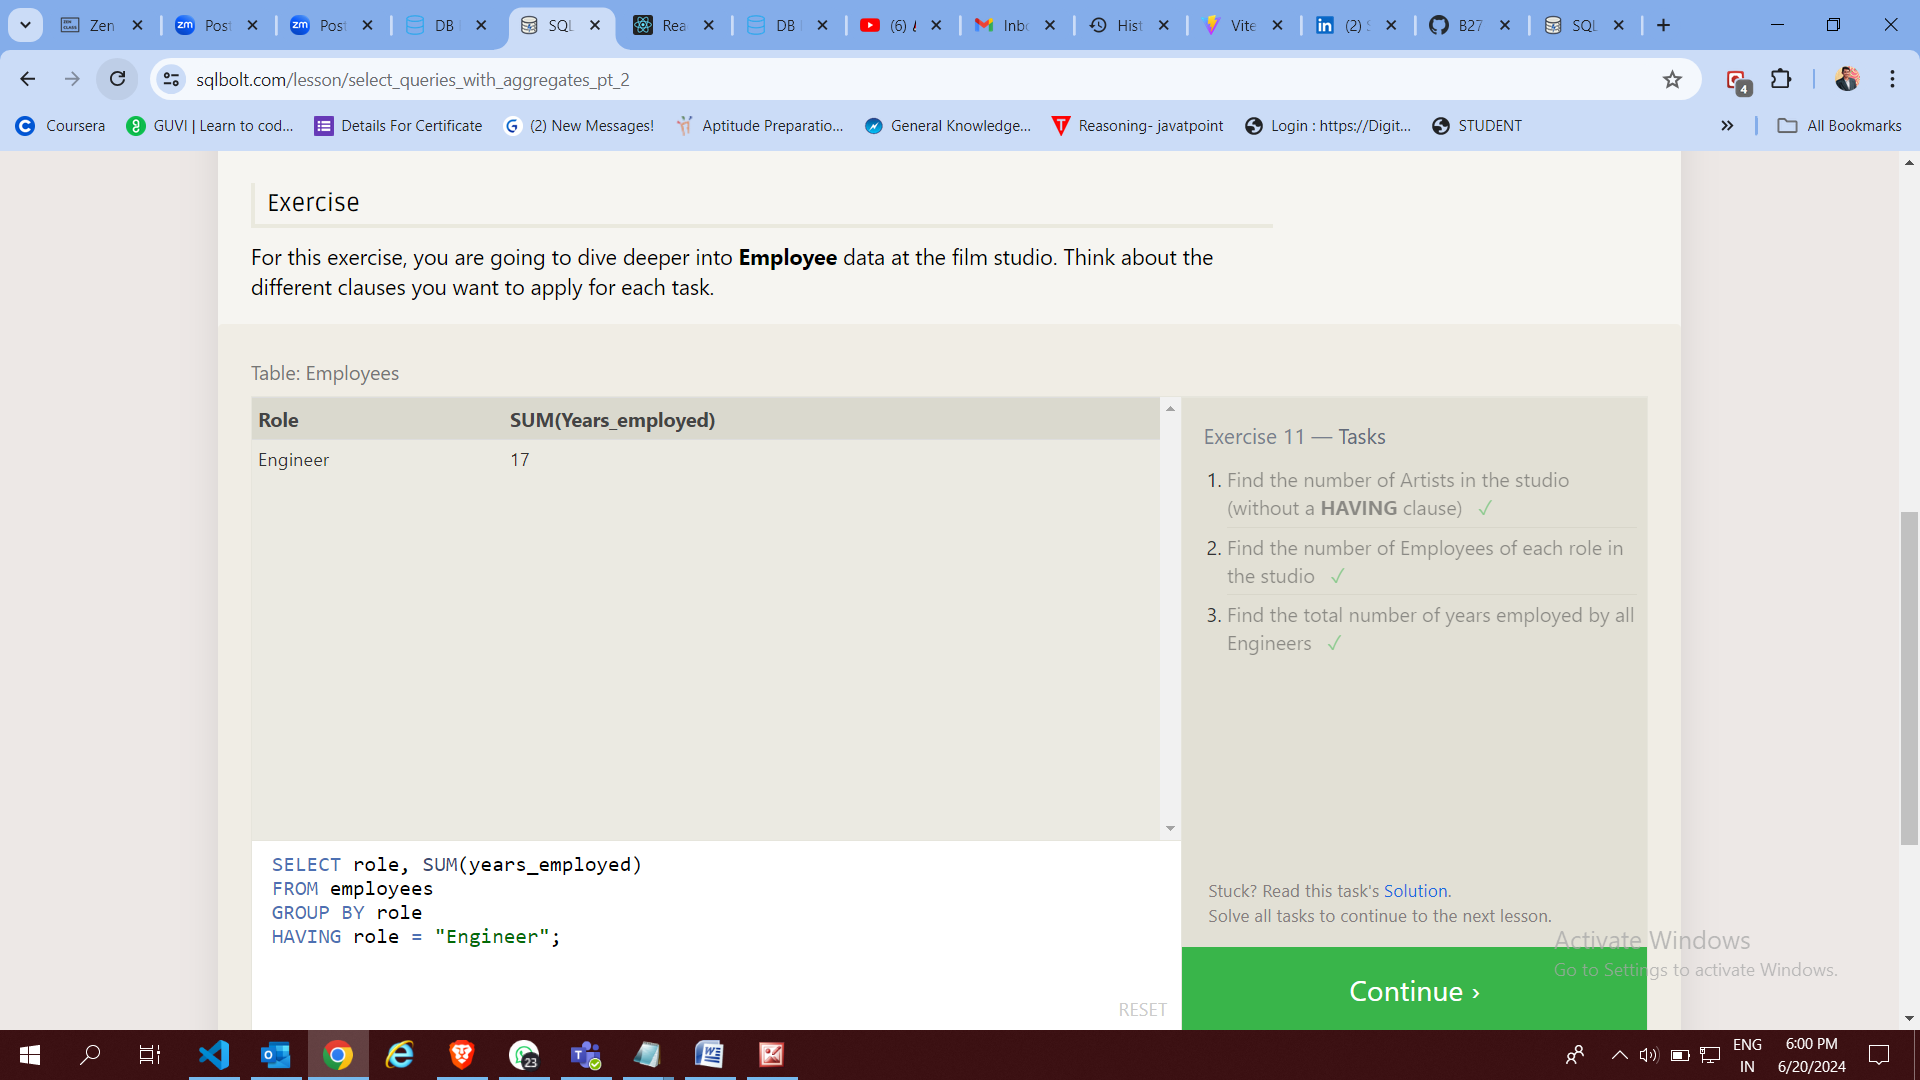 Zen
Post
Post
DB
SQL
Rea
DB
(6)
Inbo
Hist
Vite
(2) S
B27
SQL
sqlbolt.com/lesson/select_queries_with_aggregates_pt_2
4
Coursera
GUVI | Learn to cod...
Details For Certificate
(2) New Messages!
Aptitude Preparatio...
General Knowledge...
Reasoning- javatpoint
Login : https://Digit...
STUDENT
All Bookmarks
Exercise
For this exercise, you are going to dive deeper into Employee data at the film studio. Think about the
different clauses you want to apply for each task.
Table: Employees
Role SUM(Years_employed)
Engineer 17
Exercise 11 — Tasks
1. Find the number of Artists in the studio
(without a HAVING clause) ✓
2. Find the number of Employees of each role in
the studio ✓
3. Find the total number of years employed by all
Engineers ✓
SELECT role, SUM(years_employed)
FROM employees
GROUP BY role
HAVING role = "Engineer";
RESET
Stuck? Read this task's Solution.
Solve all tasks to continue to the next lesson.
Continue ›
Activate Windows
Go to Settings to activate Windows.
23
ENG
IN
6:00 PM
6/20/2024